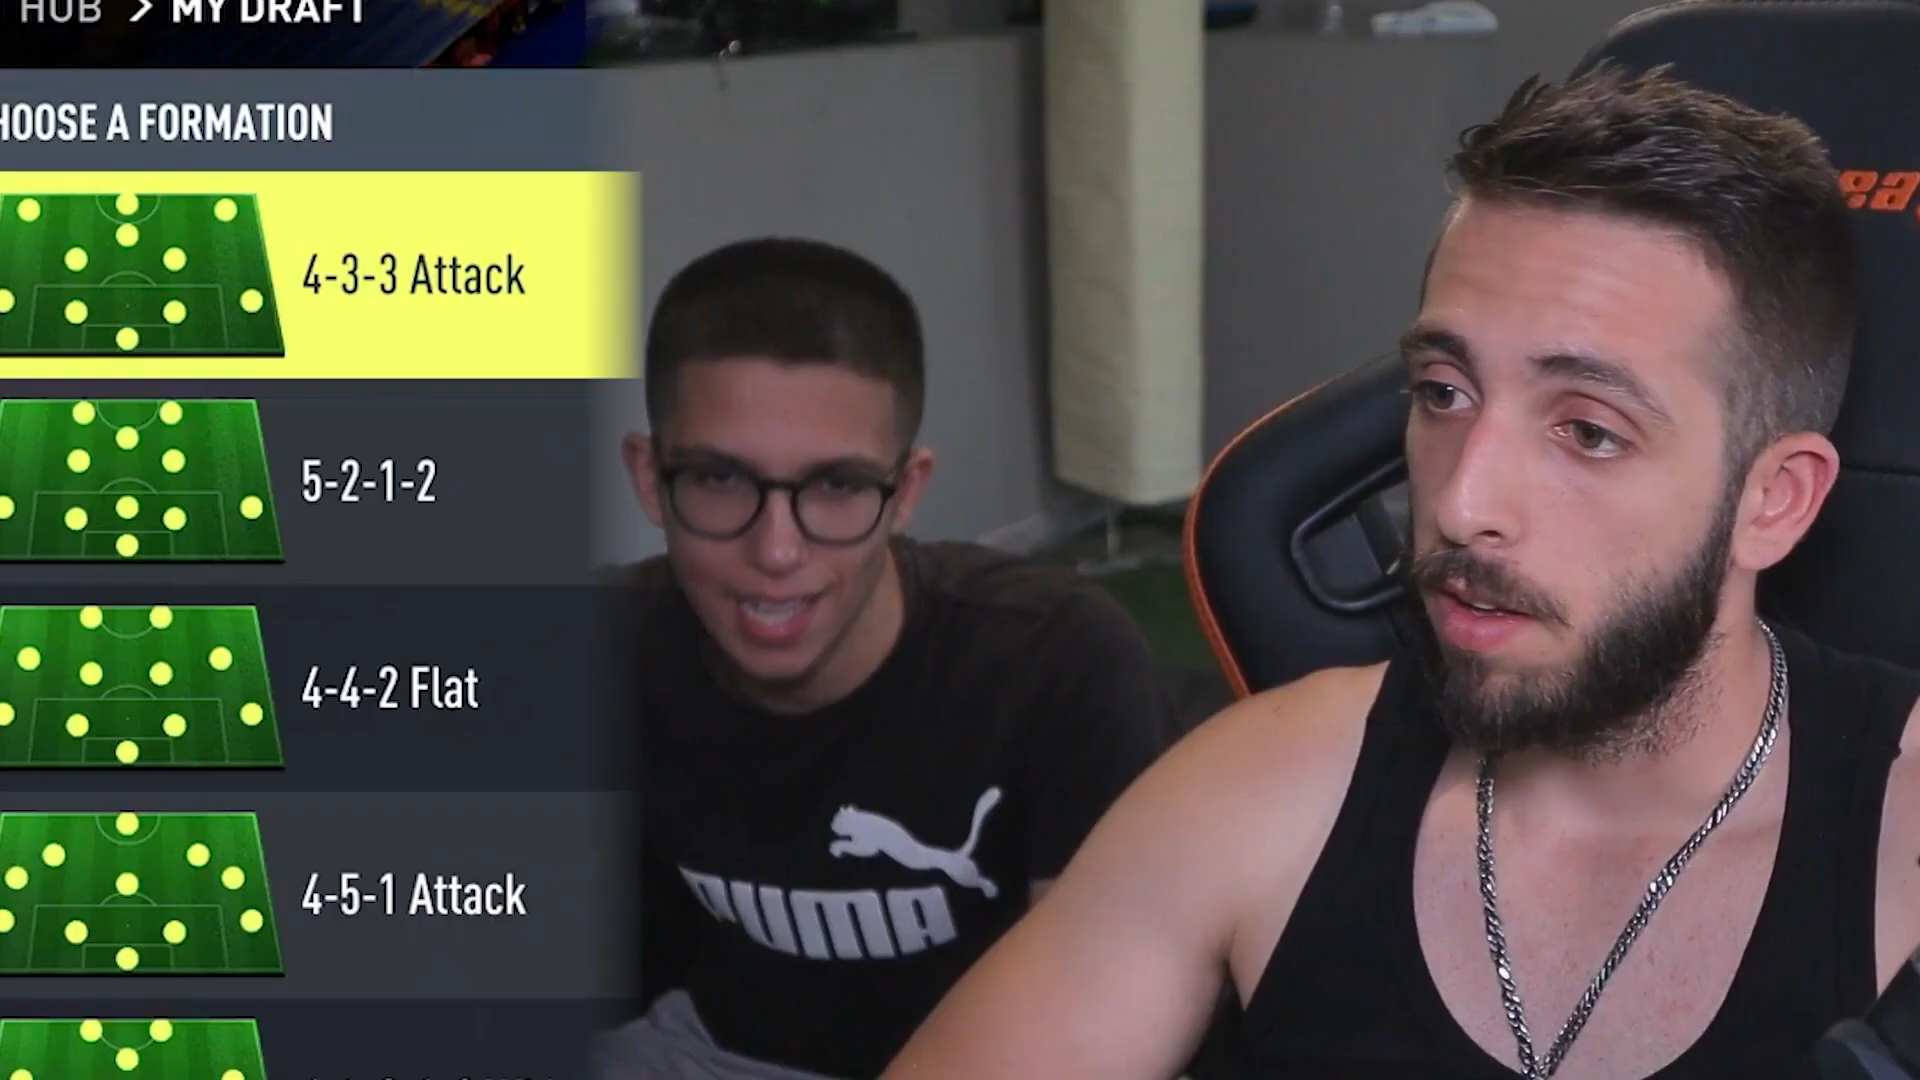 HUB > MY DRAFT
HOOSE A FORMATION
4-3-3 Attack
5-2-1-2
4-4-2 Flat
4-5-1 Attack
PUMA